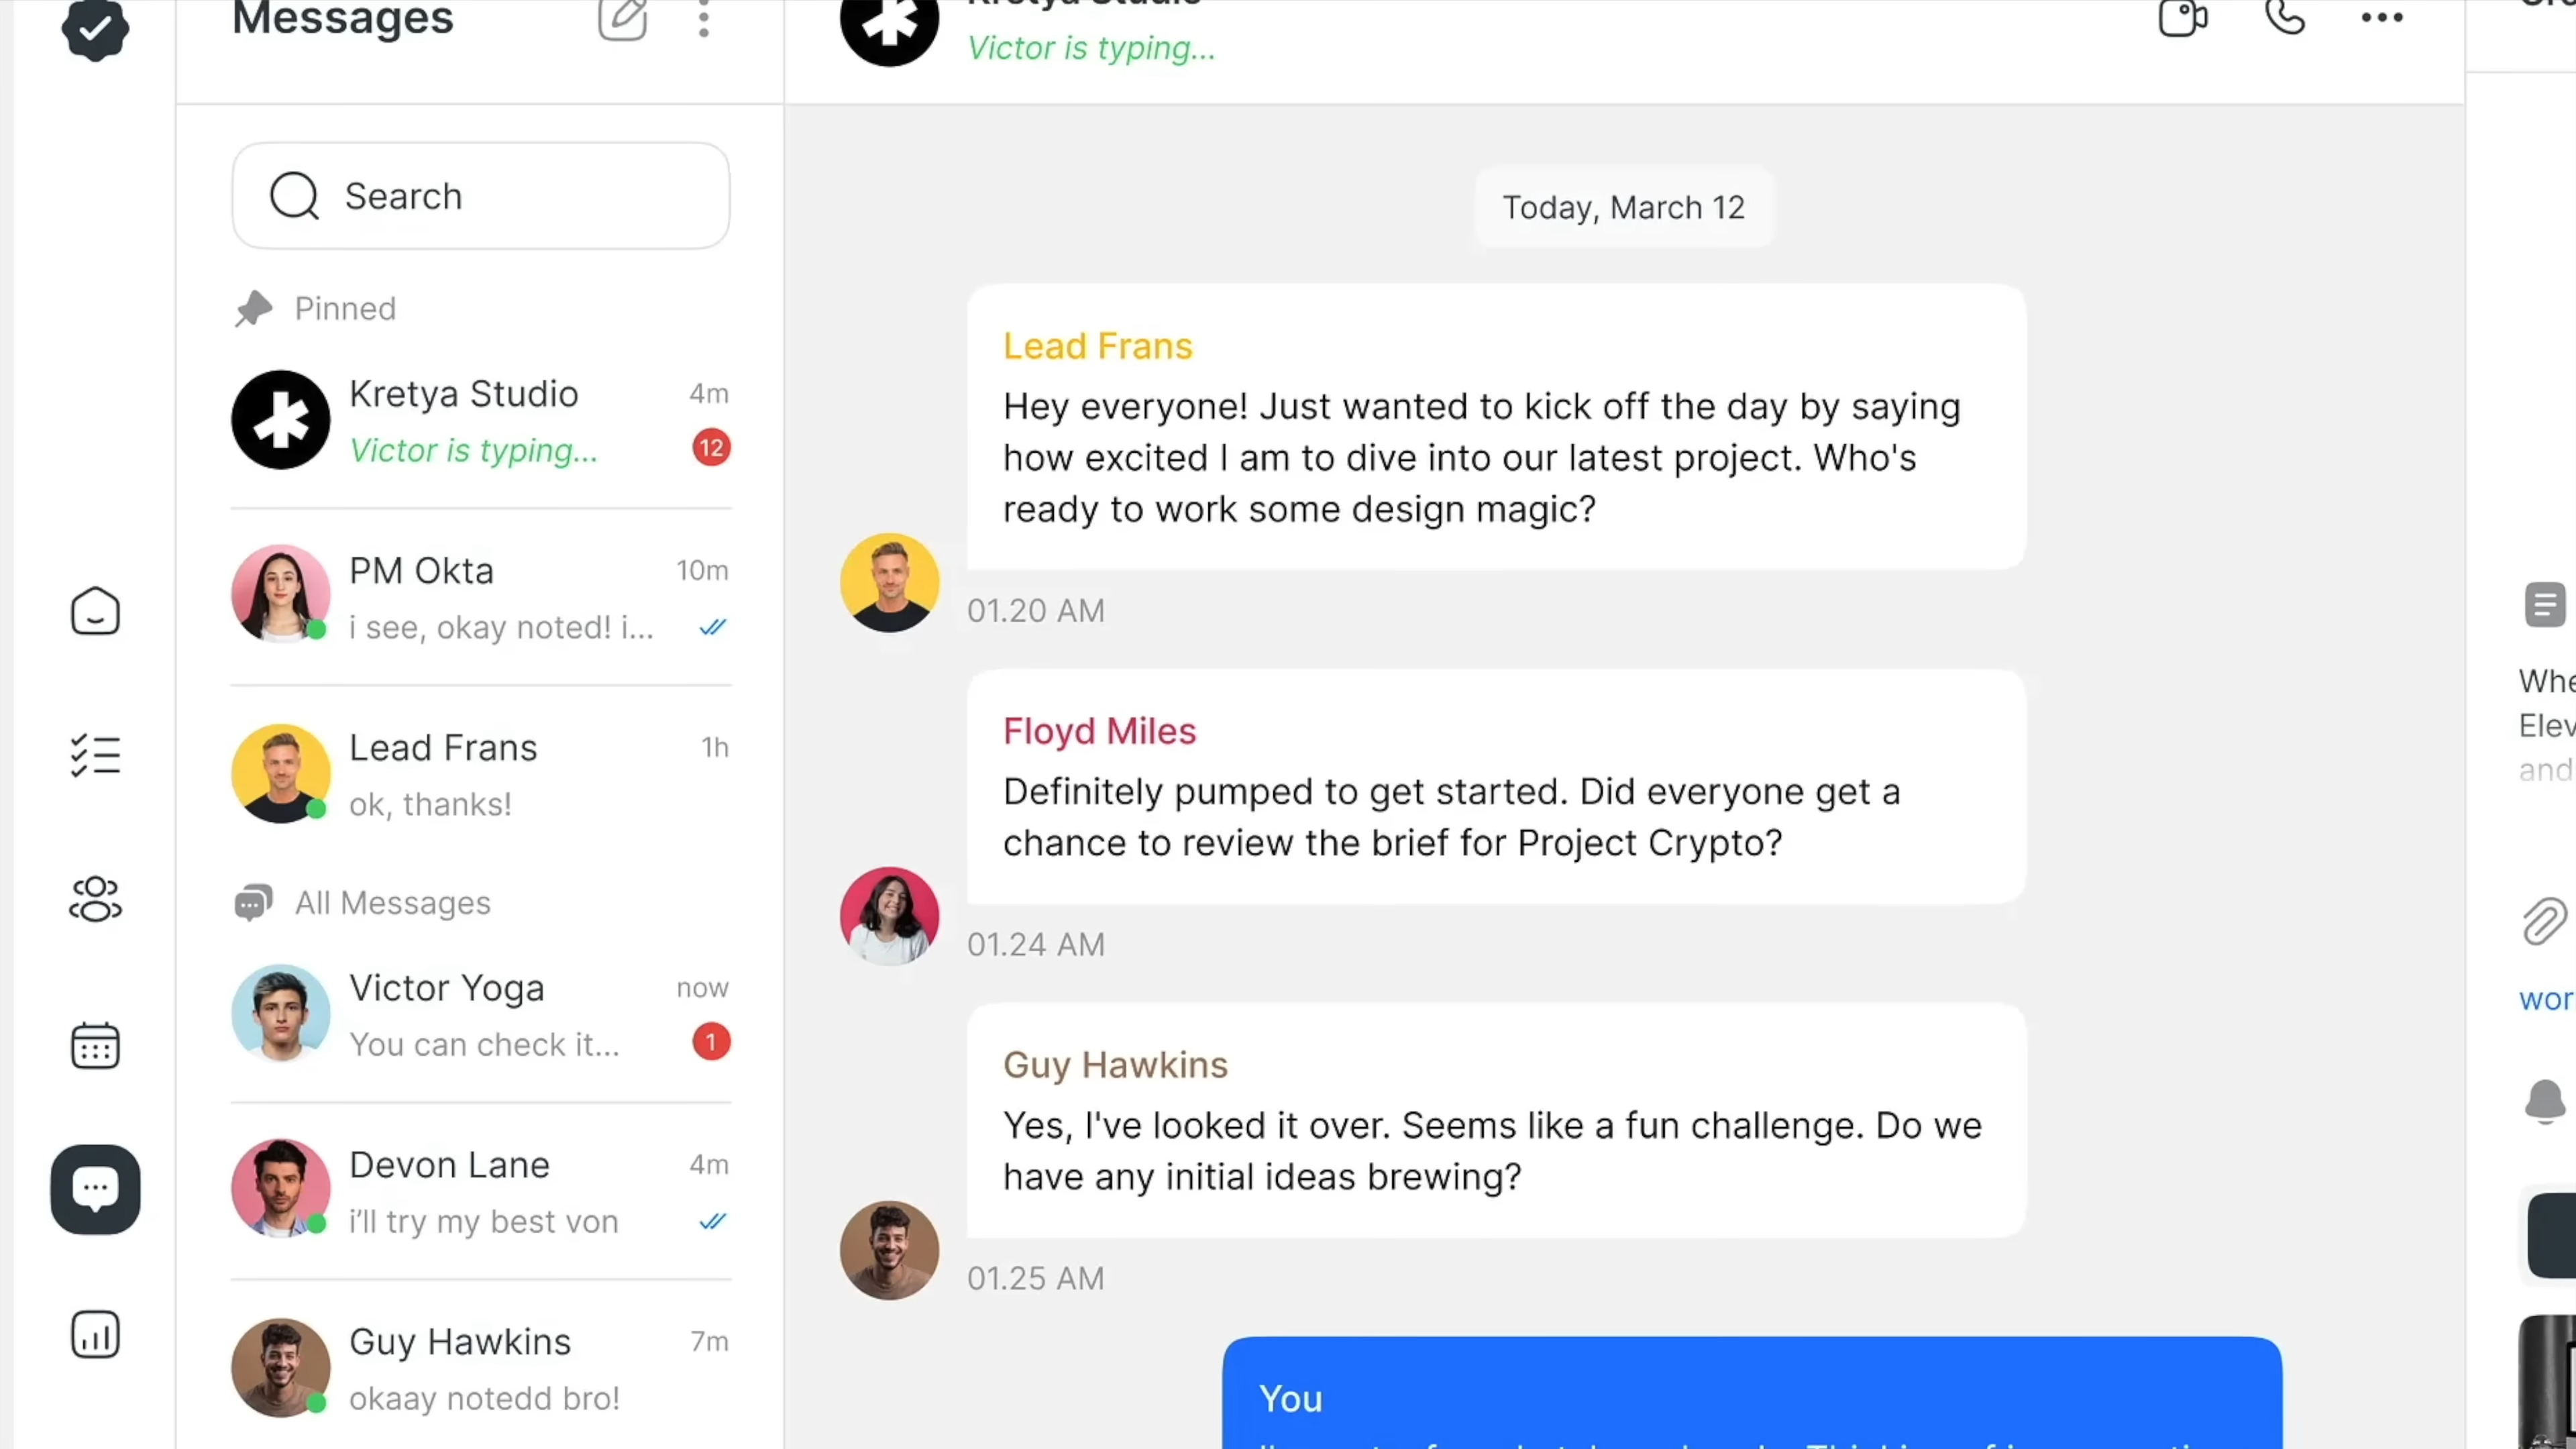 Messages
Search
Pinned
Kretya Studio
4m
Victor is typing...
12
PM Okta
10m
i see, okay noted! i...
Lead Frans
1h
ok, thanks!
All Messages
Victor Yoga
now
You can check it...
1
Devon Lane
4m
i'll try my best von
Guy Hawkins
7m
okaay notedd bro!
Kretya Studio
Victor is typing...
Today, March 12
Lead Frans
Hey everyone! Just wanted to kick off the day by saying
how excited I am to dive into our latest project. Who's
ready to work some design magic?
01.20 AM
Floyd Miles
Definitely pumped to get started. Did everyone get a
chance to review the brief for Project Crypto?
01.24 AM
Guy Hawkins
Yes, I've looked it over. Seems like a fun challenge. Do we
have any initial ideas brewing?
01.25 AM
You
Whe
Elev
and
wor